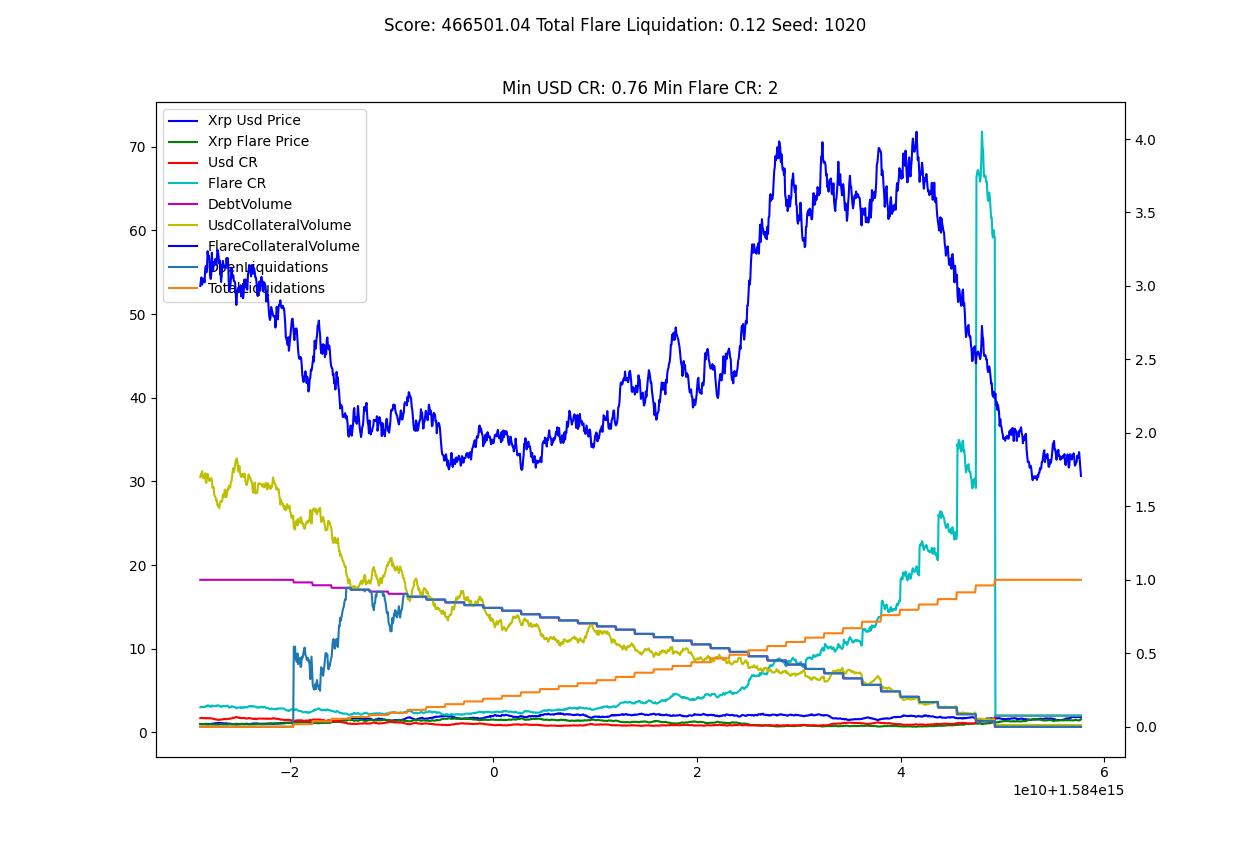 Score: 466501.04 Total Flare Liquidation: 0.12 Seed: 1020
Min USD CR: 0.76 Min Flare CR: 2
Xrp Usd Price
Xrp Flare Price
Usd CR
Flare CR
DebtVolume
UsdCollateralVolume
FlareCollateralVolume
OpenLiquidations
TotalLiquidations
70
60
50
40
30
20
10
0
4.0
3.5
3.0
2.5
2.0
1.5
1.0
0.5
0.0
−2
0
2
4
6
1e10+1.584e15